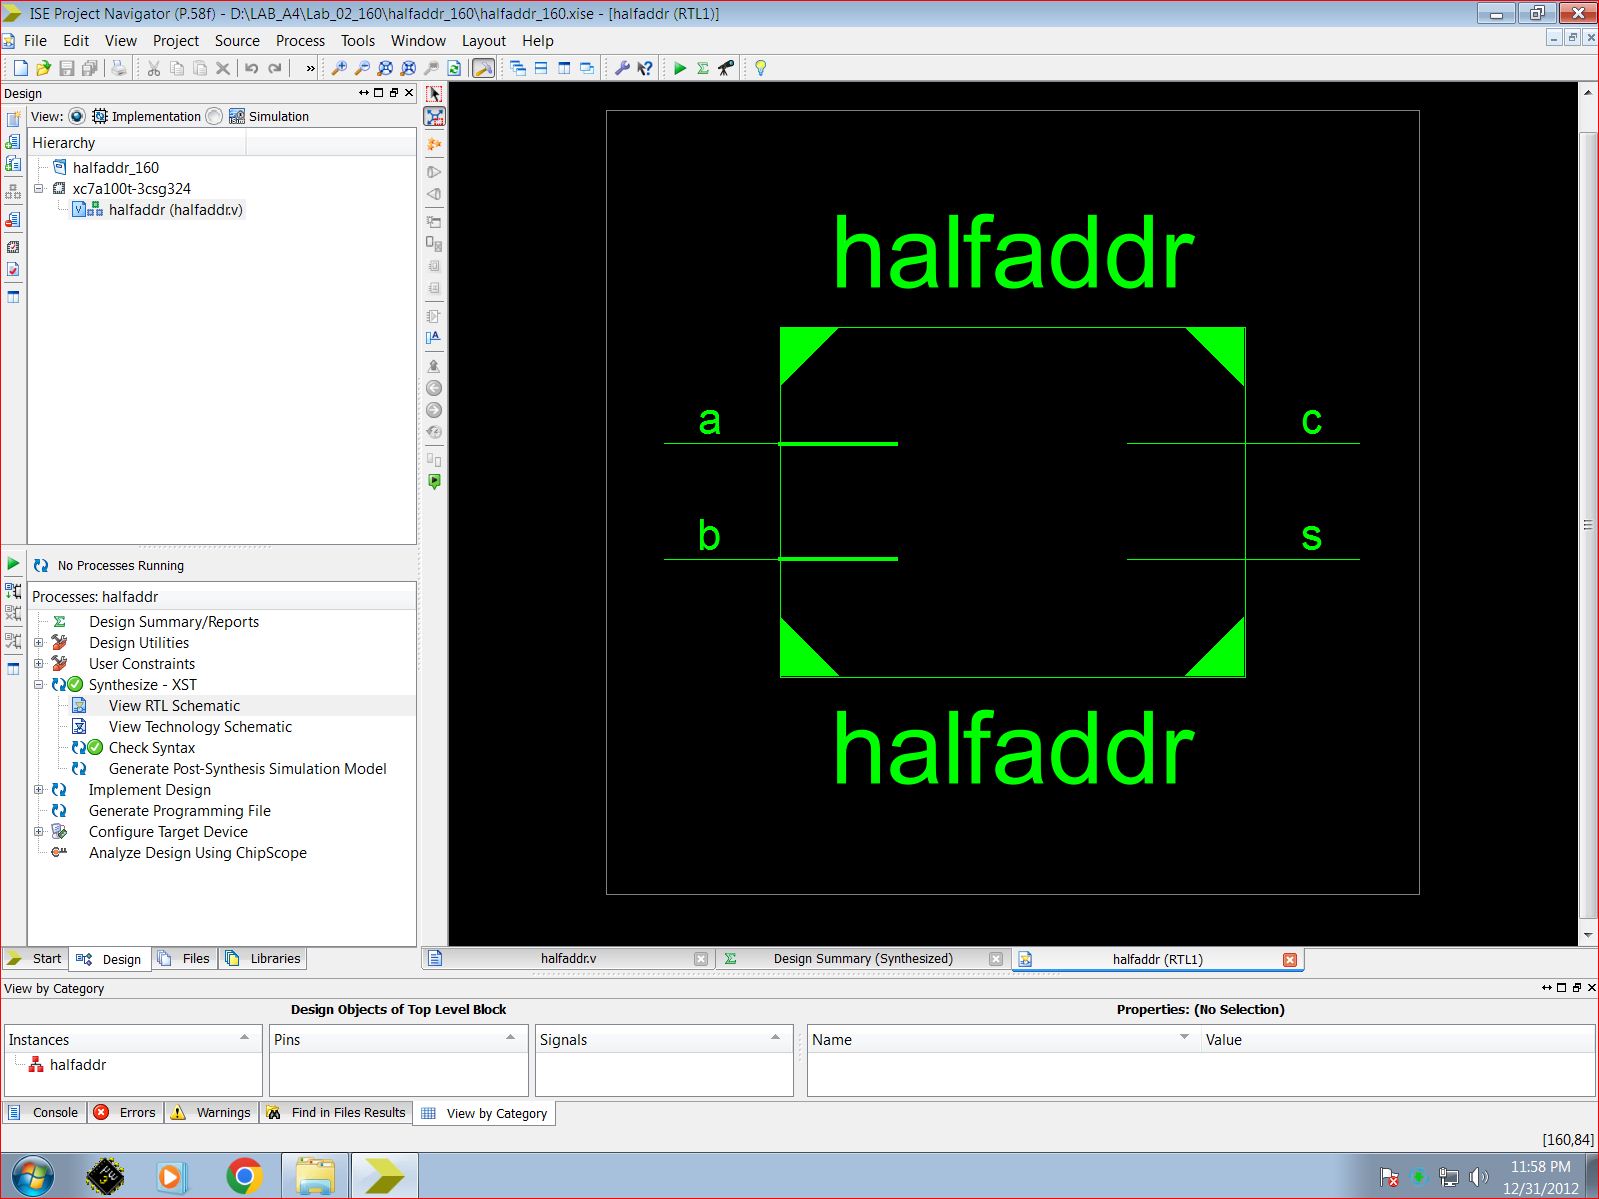 ISE Project Navigator (P.58f) - D:\LAB_A4\Lab_02_160\halfaddr_160\halfaddr_160.xise - [halfaddr (RTL1)]
File Edit View Project Source Process Tools Window Layout Help
Design
View: Implementation Simulation
Hierarchy
halfaddr_160
xc7a100t-3csg324
halfaddr (halfaddr.v)
No Processes Running
Processes: halfaddr
Design Summary/Reports
Design Utilities
User Constraints
Synthesize - XST
View RTL Schematic
View Technology Schematic
Check Syntax
Generate Post-Synthesis Simulation Model
Implement Design
Generate Programming File
Configure Target Device
Analyze Design Using ChipScope
Start Design Files Libraries
halfaddr
a c
b s
halfaddr
halfaddr.v Design Summary (Synthesized) halfaddr (RTL1)
View by Category
Design Objects of Top Level Block Properties: (No Selection)
Instances Pins Signals Name Value
halfaddr
Console Errors Warnings Find in Files Results View by Category
[160,84]
11:58 PM
12/31/2012